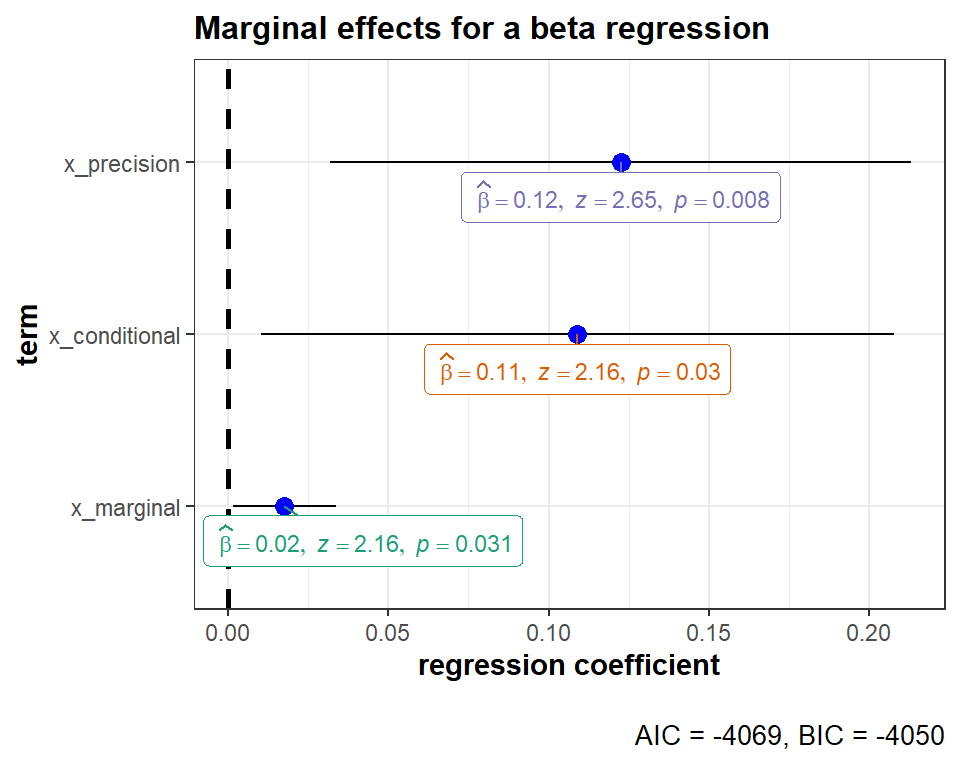 Marginal effects for a beta regression
term
x_precision
β̂ = 0.12, z = 2.65, p = 0.008
x_conditional
β̂ = 0.11, z = 2.16, p = 0.03
x_marginal
β̂ = 0.02, z = 2.16, p = 0.031
0.00 0.05 0.10 0.15 0.20
regression coefficient
AIC = -4069, BIC = -4050